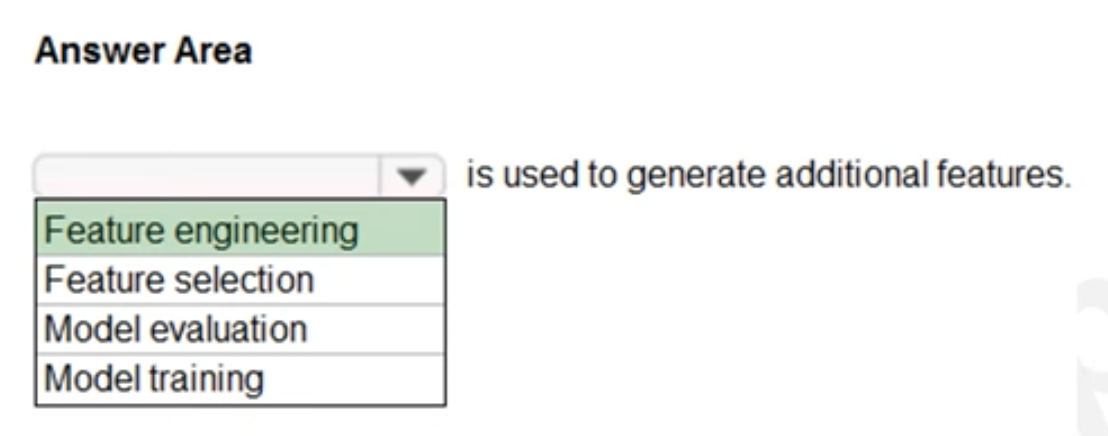 Answer Area
is used to generate additional features.
Feature engineering
Feature selection
Model evaluation
Model training